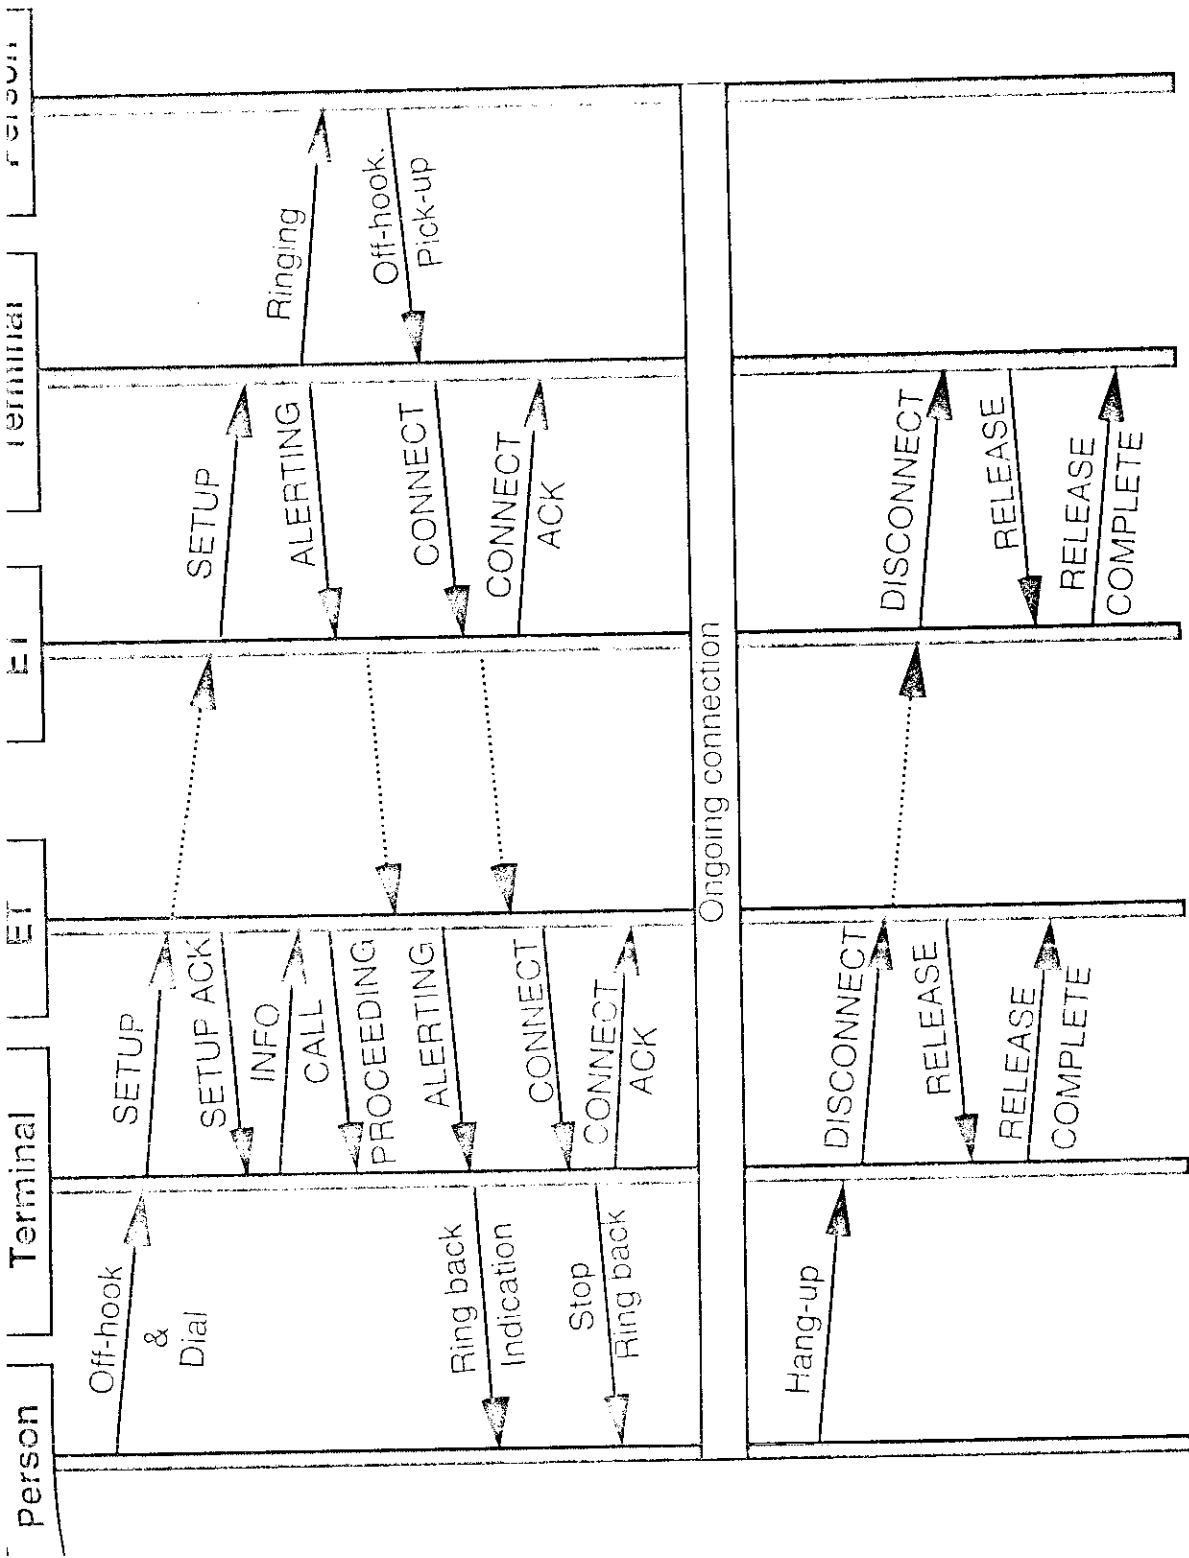 Person
Terminal
ET
ET
Terminal
Person
Off-hook
&
Dial
SETUP
SETUP ACK
INFO
CALL
PROCEEDING
ALERTING
CONNECT
CONNECT
ACK
Ring back
Indication
Stop
Ring back
SETUP
ALERTING
CONNECT
CONNECT
ACK
Ringing
Off-hook.
Pick-up
Ongoing connection
Hang-up
DISCONNECT
RELEASE
RELEASE
COMPLETE
DISCONNECT
RELEASE
RELEASE
COMPLETE